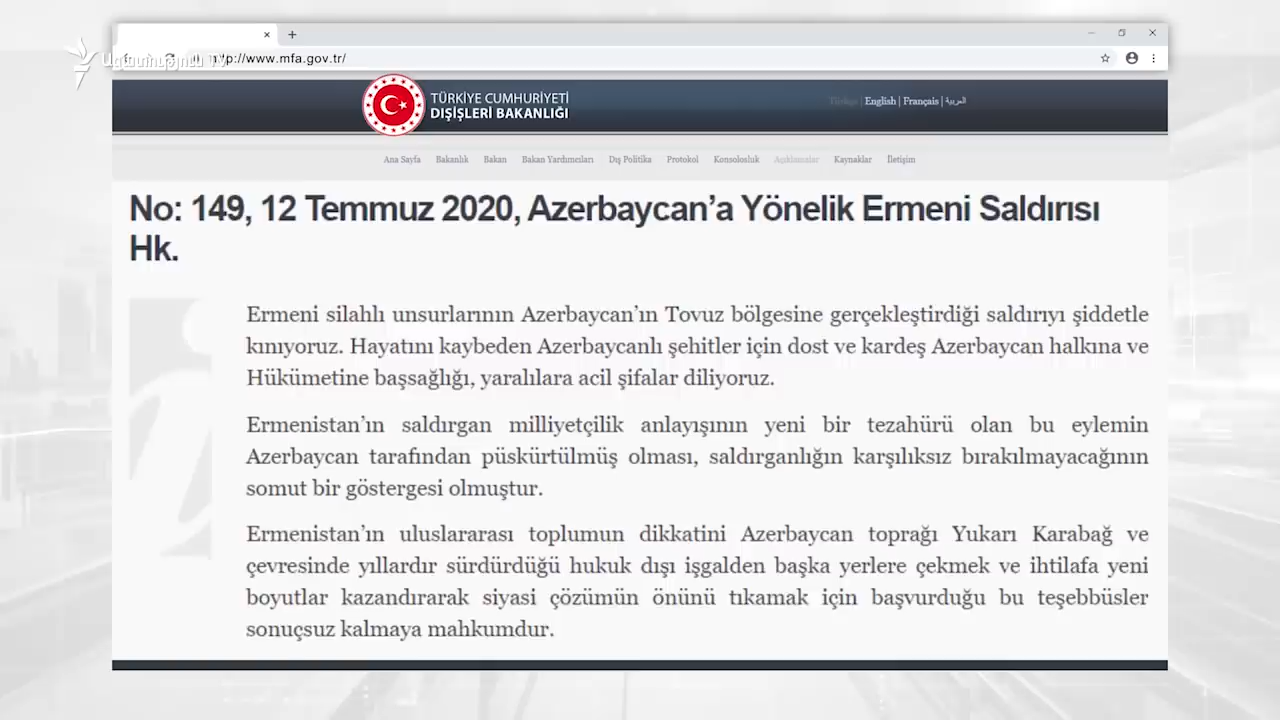 Ազատություն TV
http://www.mfa.gov.tr/
TÜRKİYE CUMHURİYETİ
DIŞİŞLERİ BAKANLIĞI
Türkçe | English | Français | العربية
Ana Sayfa Bakanlık Bakan Bakan Yardımcıları Dış Politika Protokol Konsolosluk Açıklamalar Kaynaklar İletişim
No: 149, 12 Temmuz 2020, Azerbaycan’a Yönelik Ermeni Saldırısı
Hk.
Ermeni silahlı unsurlarının Azerbaycan’ın Tovuz bölgesine gerçekleştirdiği saldırıyı şiddetle
kınıyoruz. Hayatını kaybeden Azerbaycanlı şehitler için dost ve kardeş Azerbaycan halkına ve
Hükümetine başsağlığı, yaralılara acil şifalar diliyoruz.
Ermenistan’ın saldırgan milliyetçilik anlayışının yeni bir tezahürü olan bu eylemin
Azerbaycan tarafından püskürtülmüş olması, saldırganlığın karşılıksız bırakılmayacağının
somut bir göstergesi olmuştur.
Ermenistan’ın uluslararası toplumun dikkatini Azerbaycan toprağı Yukarı Karabağ ve
çevresinde yıllardır sürdürdüğü hukuk dışı işgalden başka yerlere çekmek ve ihtilafa yeni
boyutlar kazandırarak siyasi çözümün önünü tıkamak için başvurduğu bu teşebbüsler
sonuçsuz kalmaya mahkumdur.